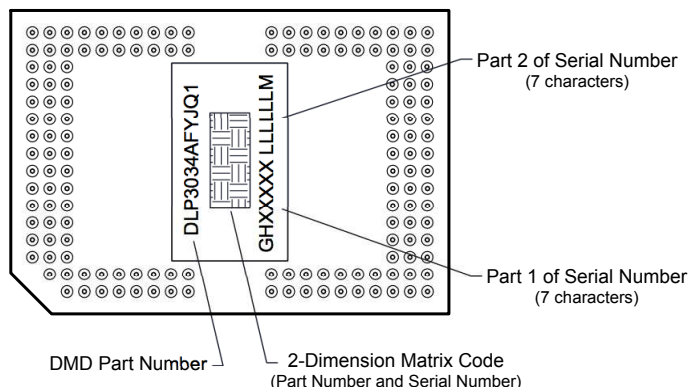 Part 2 of Serial Number
(7 characters)
DLP3034AFYJQ1
GHXXXXX LLLLLLM
Part 1 of Serial Number
(7 characters)
DMD Part Number
2-Dimension Matrix Code
(Part Number and Serial Number)